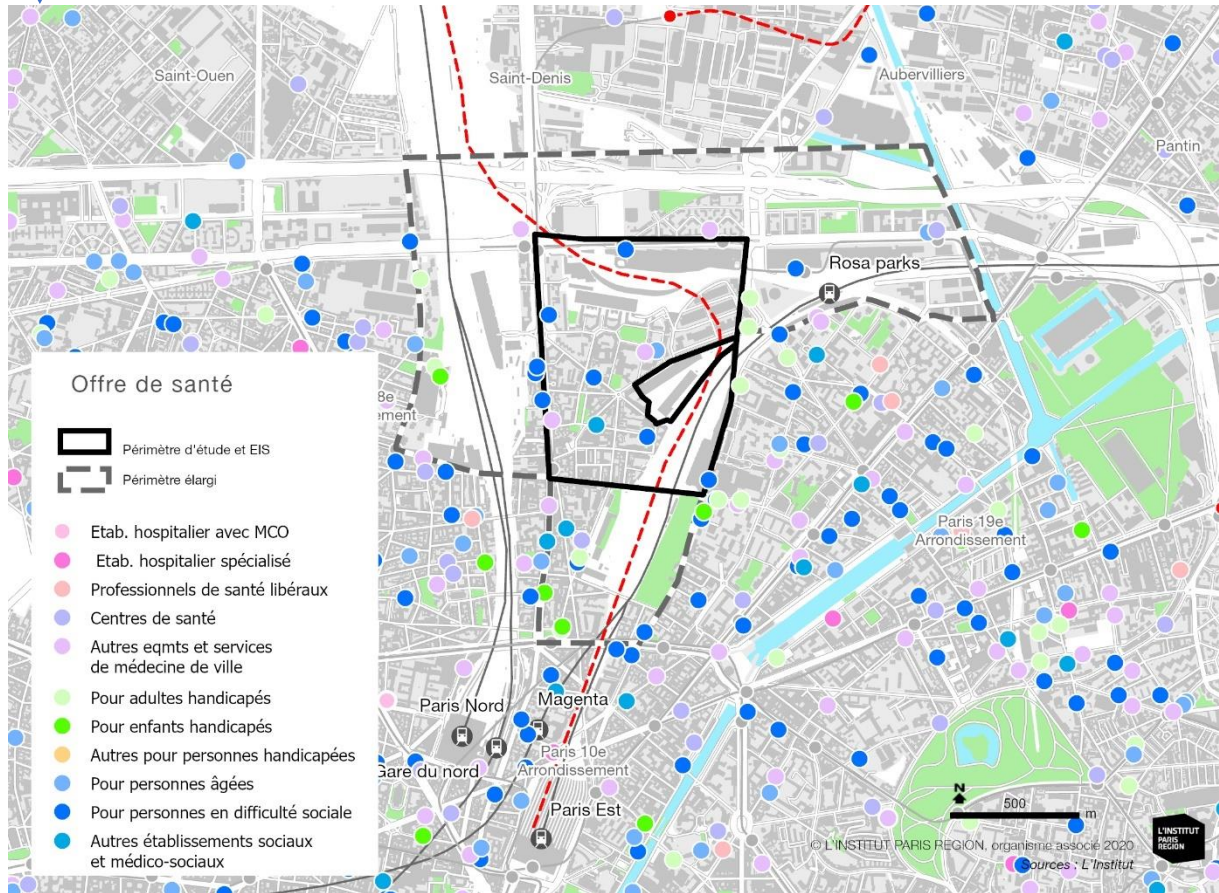 Saint-Ouen
Saint-Denis
Aubervilliers
Pantin
Rosa parks
Offre de santé
Périmètre d'étude et EIS
Périmètre élargi
Etab. hospitalier avec MCO
Etab. hospitalier spécialisé
Professionnels de santé libéraux
Centres de santé
Autres eqmts et services
de médecine de ville
Pour adultes handicapés
Pour enfants handicapés
Autres pour personnes handicapées
Pour personnes âgées
Pour personnes en difficulté sociale
Autres établissements sociaux
et médico-sociaux
8e
ement
Paris 19e
Arrondissement
Paris Nord
Magenta
Gare du nord
Paris 10e
Arrondissement
Paris Est
N
500
m
© L'INSTITUT PARIS REGION, organisme associé 2020
Sources : L'Institut
L'INSTITUT
PARIS
REGION